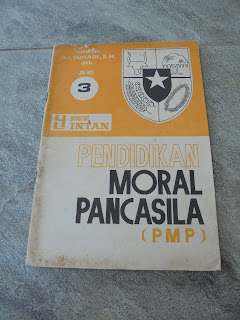 JILID
3
INTAN
PENDIDIKAN
MORAL
PANCASILA
(PMP)